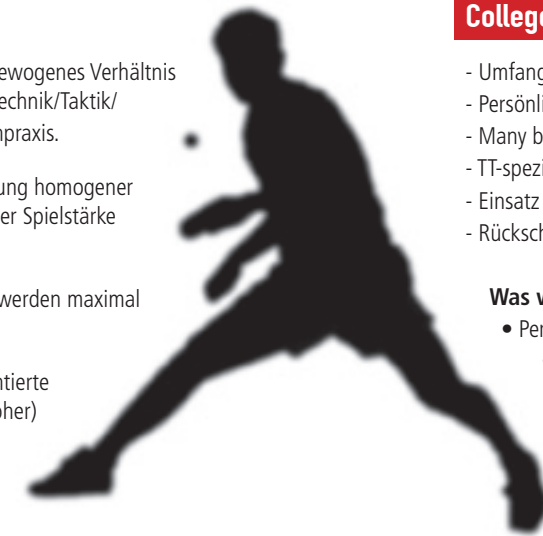 ewogenes Verhältnis
echnik/Taktik/
npraxis.
ung homogener
er Spielstärke
werden maximal
ntierte
oher)
College
- Umfang
- Persönli
- Many b
- TT-spezi
- Einsatz
- Rücksch
Was w
• Per